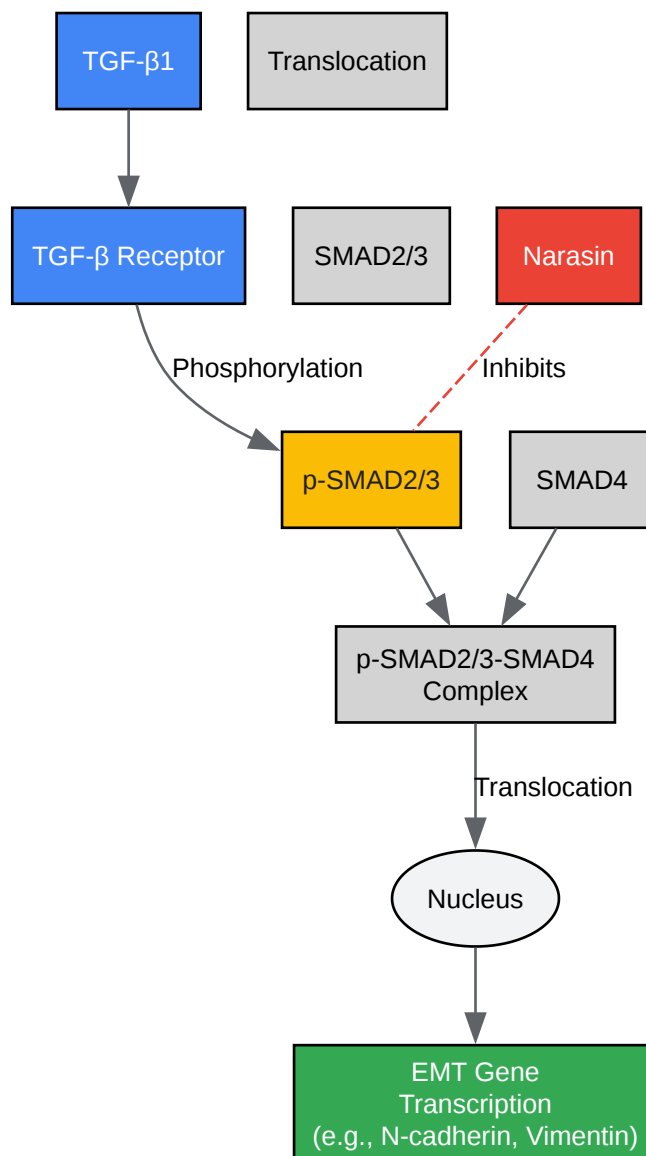 TGF-β1
Translocation
TGF-β Receptor
SMAD2/3
Narasin
Phosphorylation
Inhibits
p-SMAD2/3
SMAD4
p-SMAD2/3-SMAD4
Complex
Translocation
Nucleus
EMT Gene
Transcription
(e.g., N-cadherin, Vimentin)